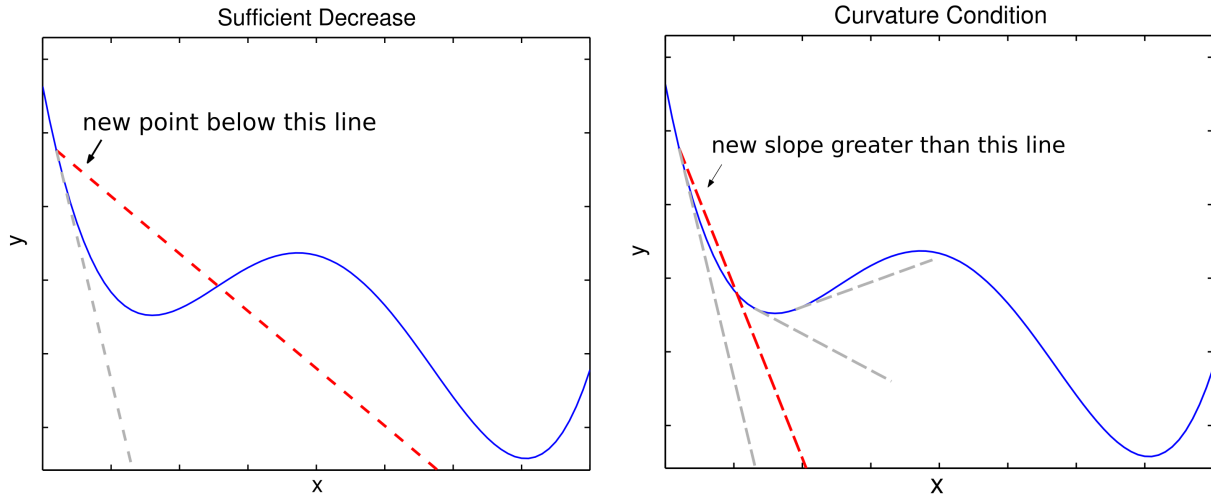 Sufficient Decrease
new point below this line
y
x
Curvature Condition
new slope greater than this line
y
x